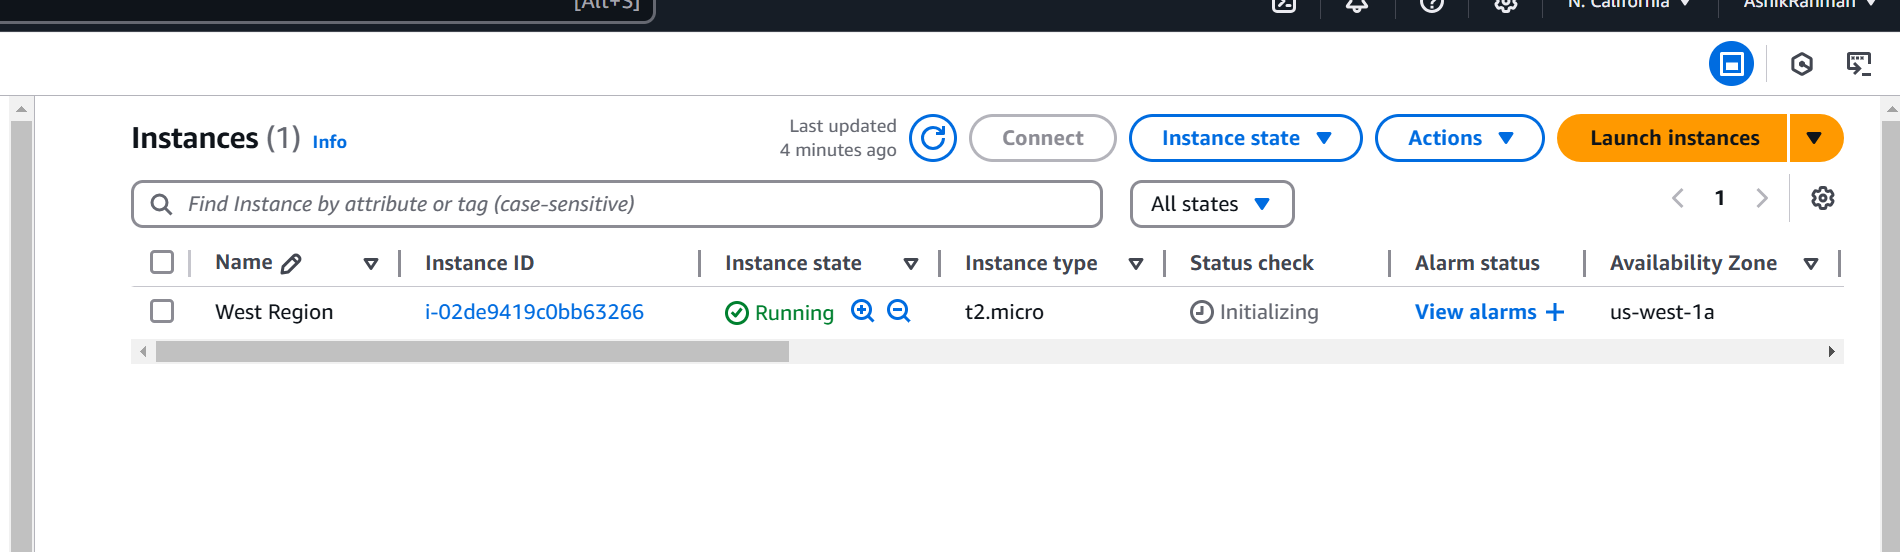 [Alt+S]
N. California
AshikRahman
Instances (1) Info
Last updated
4 minutes ago
Connect
Instance state
Actions
Launch instances
Find Instance by attribute or tag (case-sensitive)
All states
1
Name
Instance ID
Instance state
Instance type
Status check
Alarm status
Availability Zone
West Region
i-02de9419c0bb63266
Running
t2.micro
Initializing
View alarms +
us-west-1a